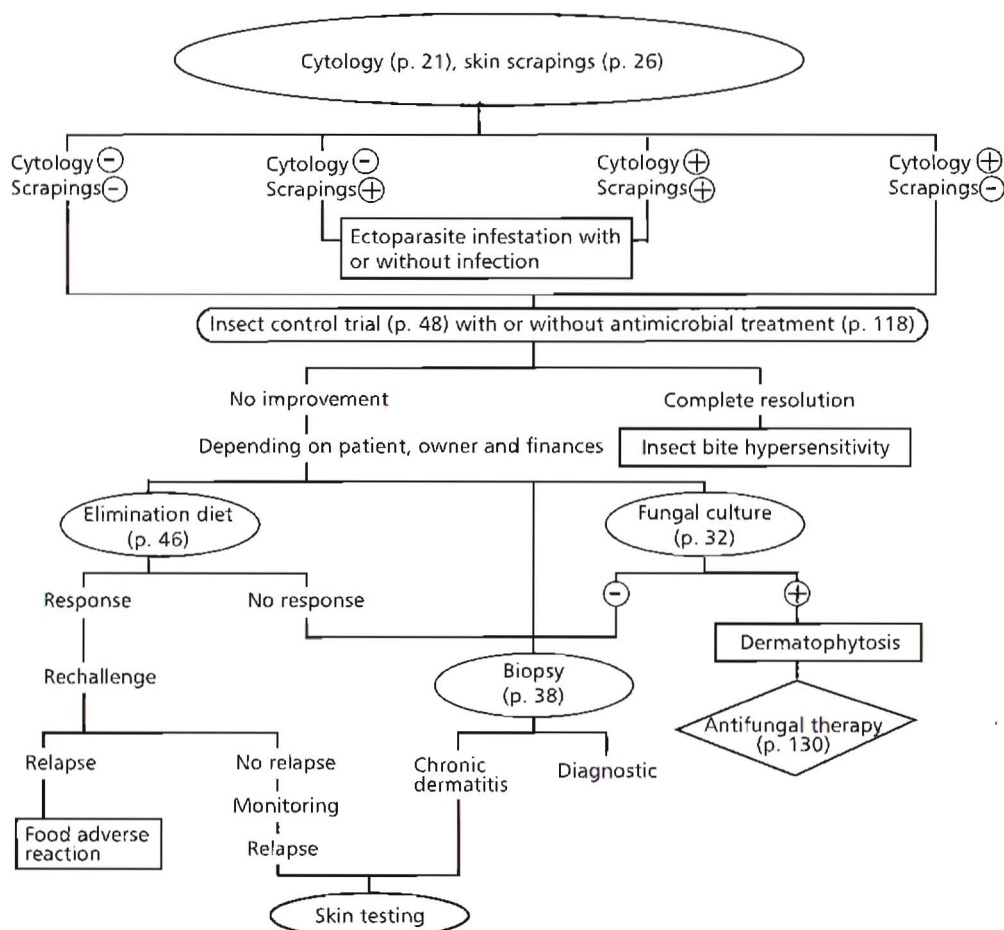 Cytology (p. 21), skin scrapings (p. 26)
Cytology ⊖
Scrapings ⊖
Cytology ⊖
Scrapings ⊕
Cytology ⊕
Scrapings ⊕
Cytology ⊕
Scrapings ⊖
Ectoparasite infestation with
or without infection
Insect control trial (p. 48) with or without antimicrobial treatment (p. 118)
No improvement
Complete resolution
Depending on patient, owner and finances
Insect bite hypersensitivity
Elimination diet
(p. 46)
Fungal culture
(p. 32)
Response
No response
⊖
⊕
Dermatophytosis
Rechallenge
Biopsy
(p. 38)
Antifungal therapy
(p. 130)
Relapse
No relapse
Chronic
dermatitis
Diagnostic
Monitoring
Food adverse
reaction
Relapse
Skin testing